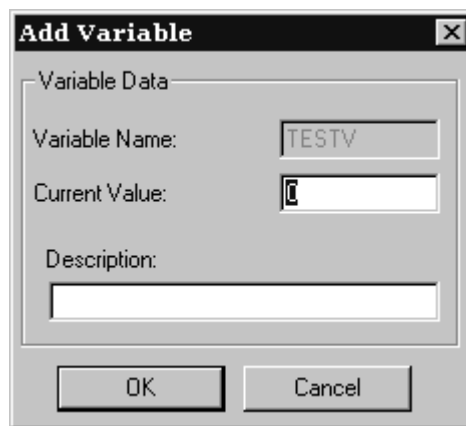 Add Variable
Variable Data
Variable Name: TESTV
Current Value: 0
Description:
OK Cancel